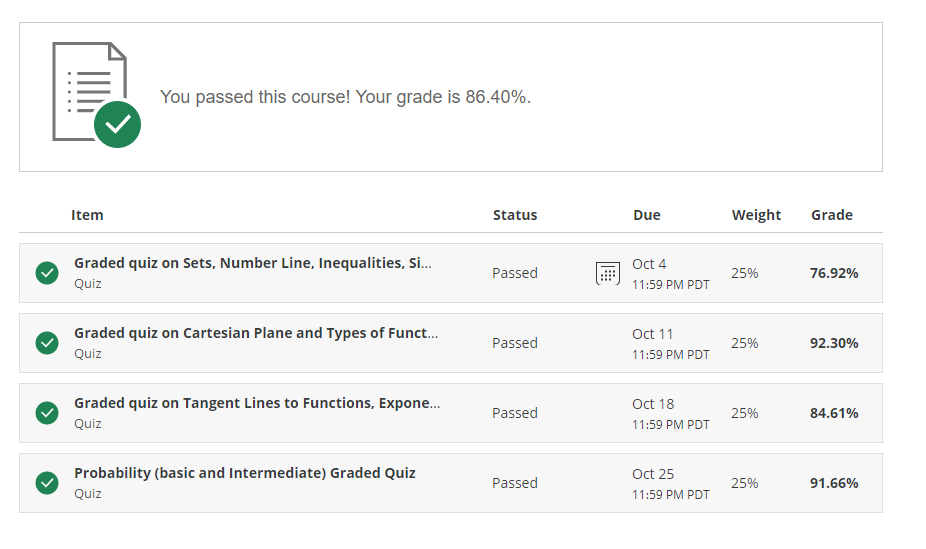 You passed this course! Your grade is 86.40%.
Item Status Due Weight Grade
Graded quiz on Sets, Number Line, Inequalities, Si...
Quiz
Passed
Oct 4
11:59 PM PDT
25%
76.92%
Graded quiz on Cartesian Plane and Types of Funct...
Quiz
Passed
Oct 11
11:59 PM PDT
25%
92.30%
Graded quiz on Tangent Lines to Functions, Expone...
Quiz
Passed
Oct 18
11:59 PM PDT
25%
84.61%
Probability (basic and Intermediate) Graded Quiz
Quiz
Passed
Oct 25
11:59 PM PDT
25%
91.66%